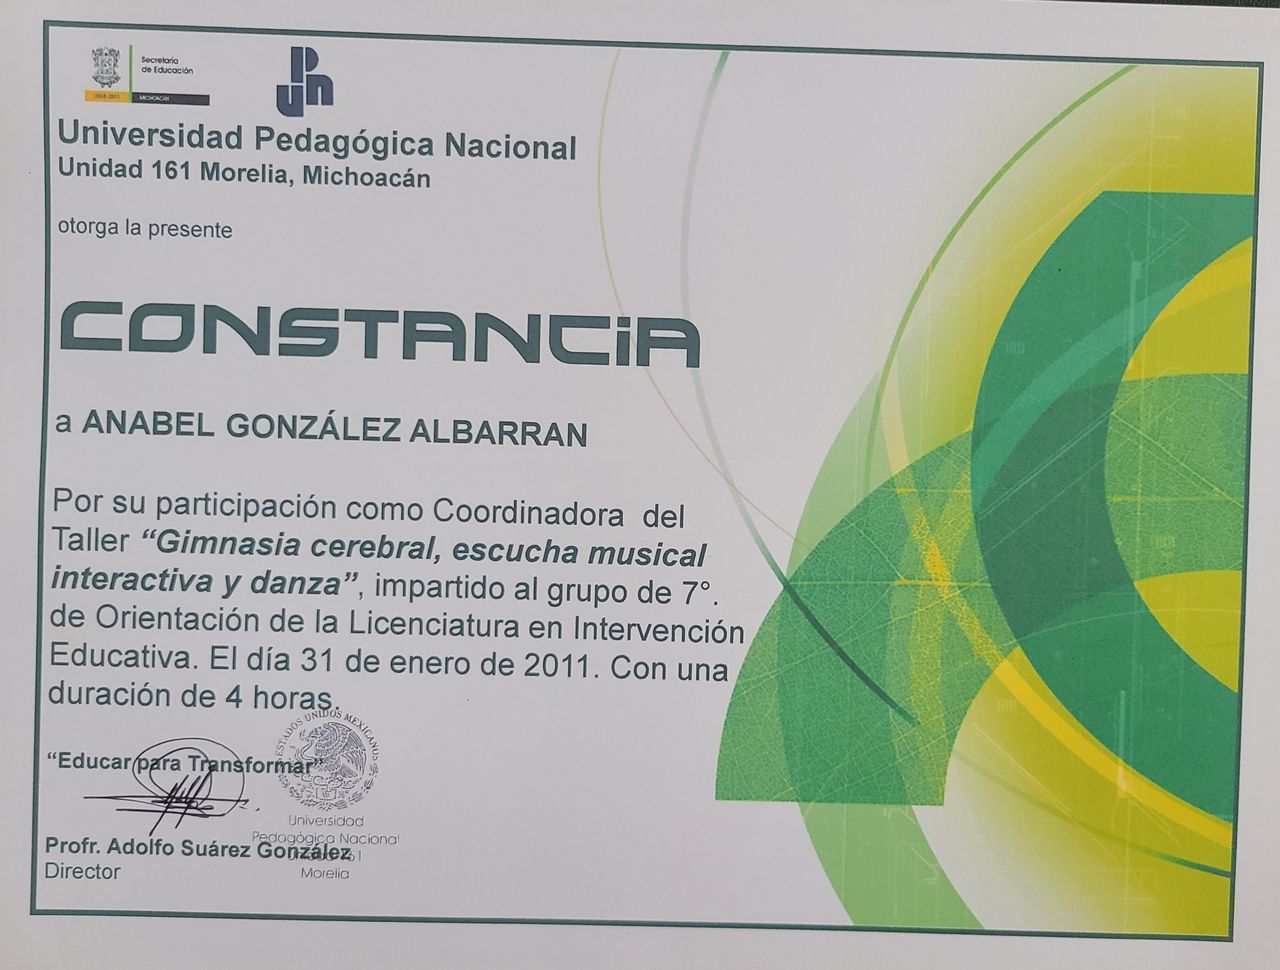 Secretaría
de Educación
MICHOACÁN
UPN
Universidad Pedagógica Nacional
Unidad 161 Morelia, Michoacán
otorga la presente
CONSTANCiA
a ANABEL GONZÁLEZ ALBARRAN
Por su participación como Coordinadora del
Taller “Gimnasia cerebral, escucha musical
interactiva y danza”, impartido al grupo de 7°.
de Orientación de la Licenciatura en Intervención
Educativa. El día 31 de enero de 2011. Con una
duración de 4 horas.
ESTADOS UNIDOS MEXICANOS
“Educar para Transformar”
Universidad
Pedagógica Nacional
Profr. Adolfo Suárez González
Director
Morelia